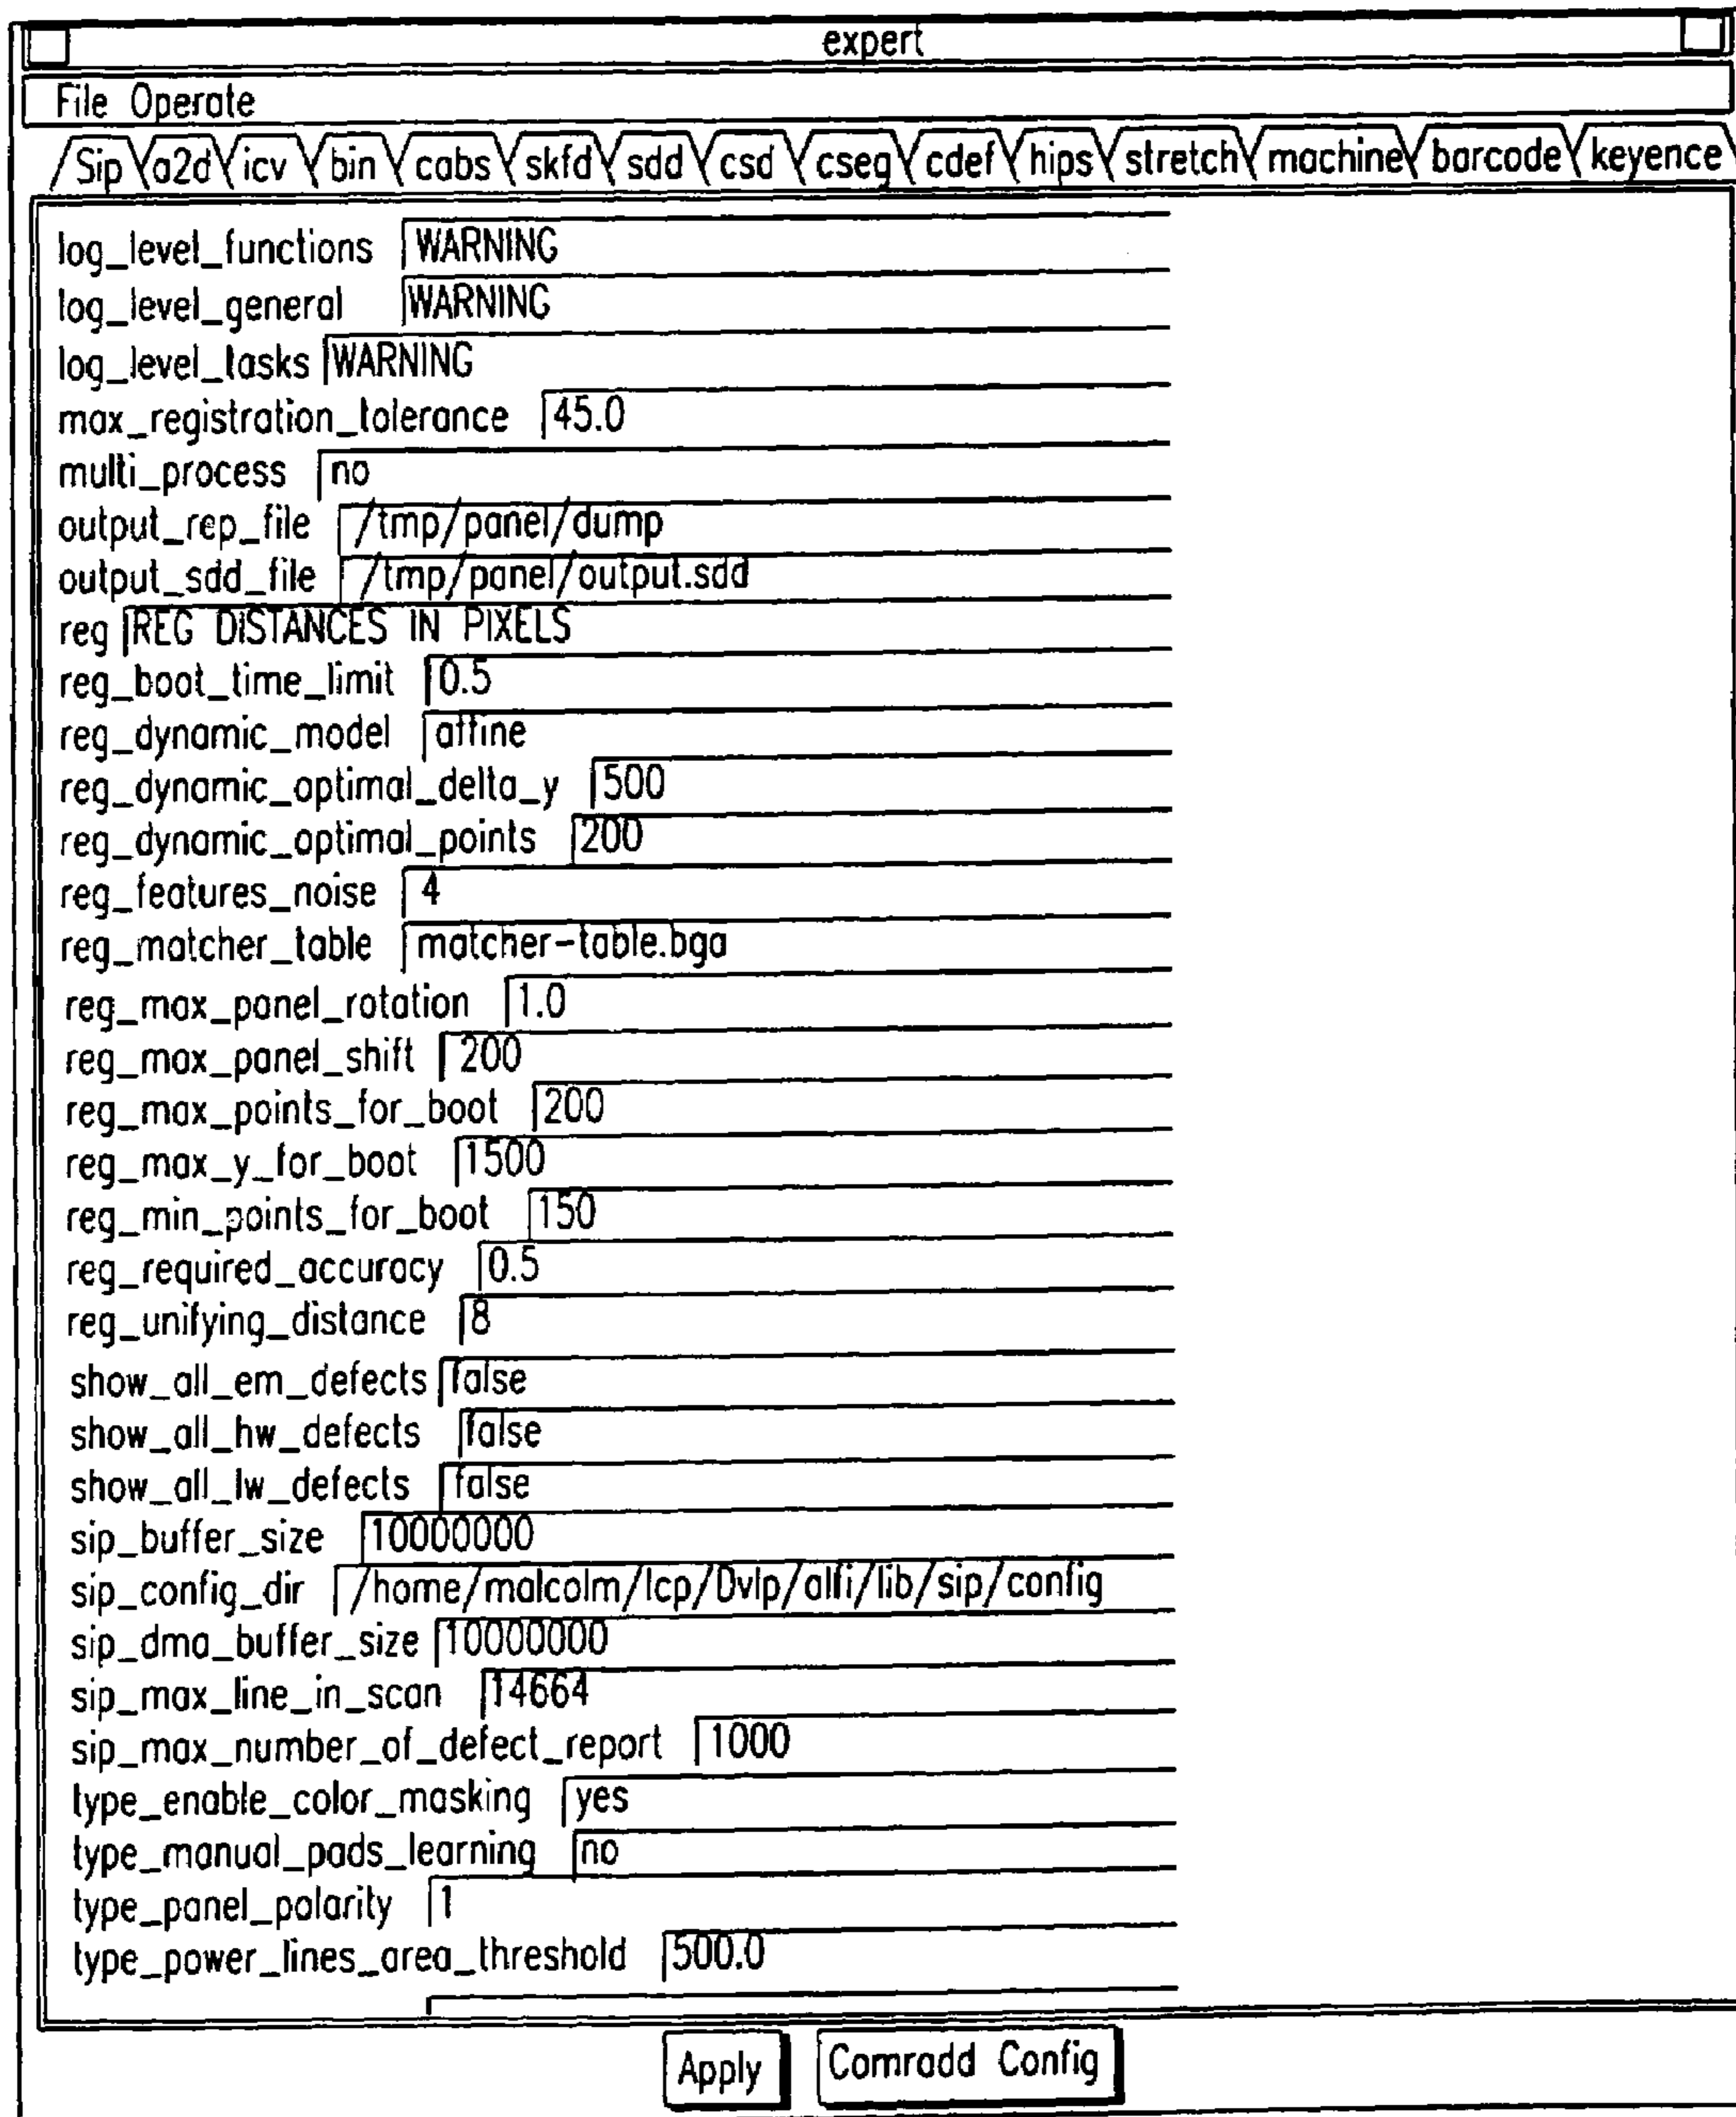 expert
File Operate
Sip a2d icv bin cabs skfd sdd csd cseg cdef hips stretch machine barcode keyence
log_level_functions WARNING
log_level_general WARNING
log_level_tasks WARNING
max_registration_tolerance 45.0
multi_process no
output_rep_file /tmp/panel/dump
output_sdd_file /tmp/panel/output.sdd
reg REG DISTANCES IN PIXELS
reg_boot_time_limit 0.5
reg_dynamic_model affine
reg_dynamic_optimal_delta_y 500
reg_dynamic_optimal_points 200
reg_features_noise 4
reg_matcher_table matcher-table.bga
reg_max_panel_rotation 1.0
reg_max_panel_shift 200
reg_max_points_for_boot 200
reg_max_y_for_boot 1500
reg_min_points_for_boot 150
reg_required_accuracy 0.5
reg_unifying_distance 8
show_all_em_defects false
show_all_hw_defects false
show_all_lw_defects false
sip_buffer_size 10000000
sip_config_dir /home/malcolm/lcp/Dvlp/alfi/lib/sip/config
sip_dma_buffer_size 10000000
sip_max_line_in_scan 14664
sip_max_number_of_defect_report 1000
type_enable_color_masking yes
type_manual_pads_learning no
type_panel_polarity 1
type_power_lines_area_threshold 500.0
Apply Comradd Config